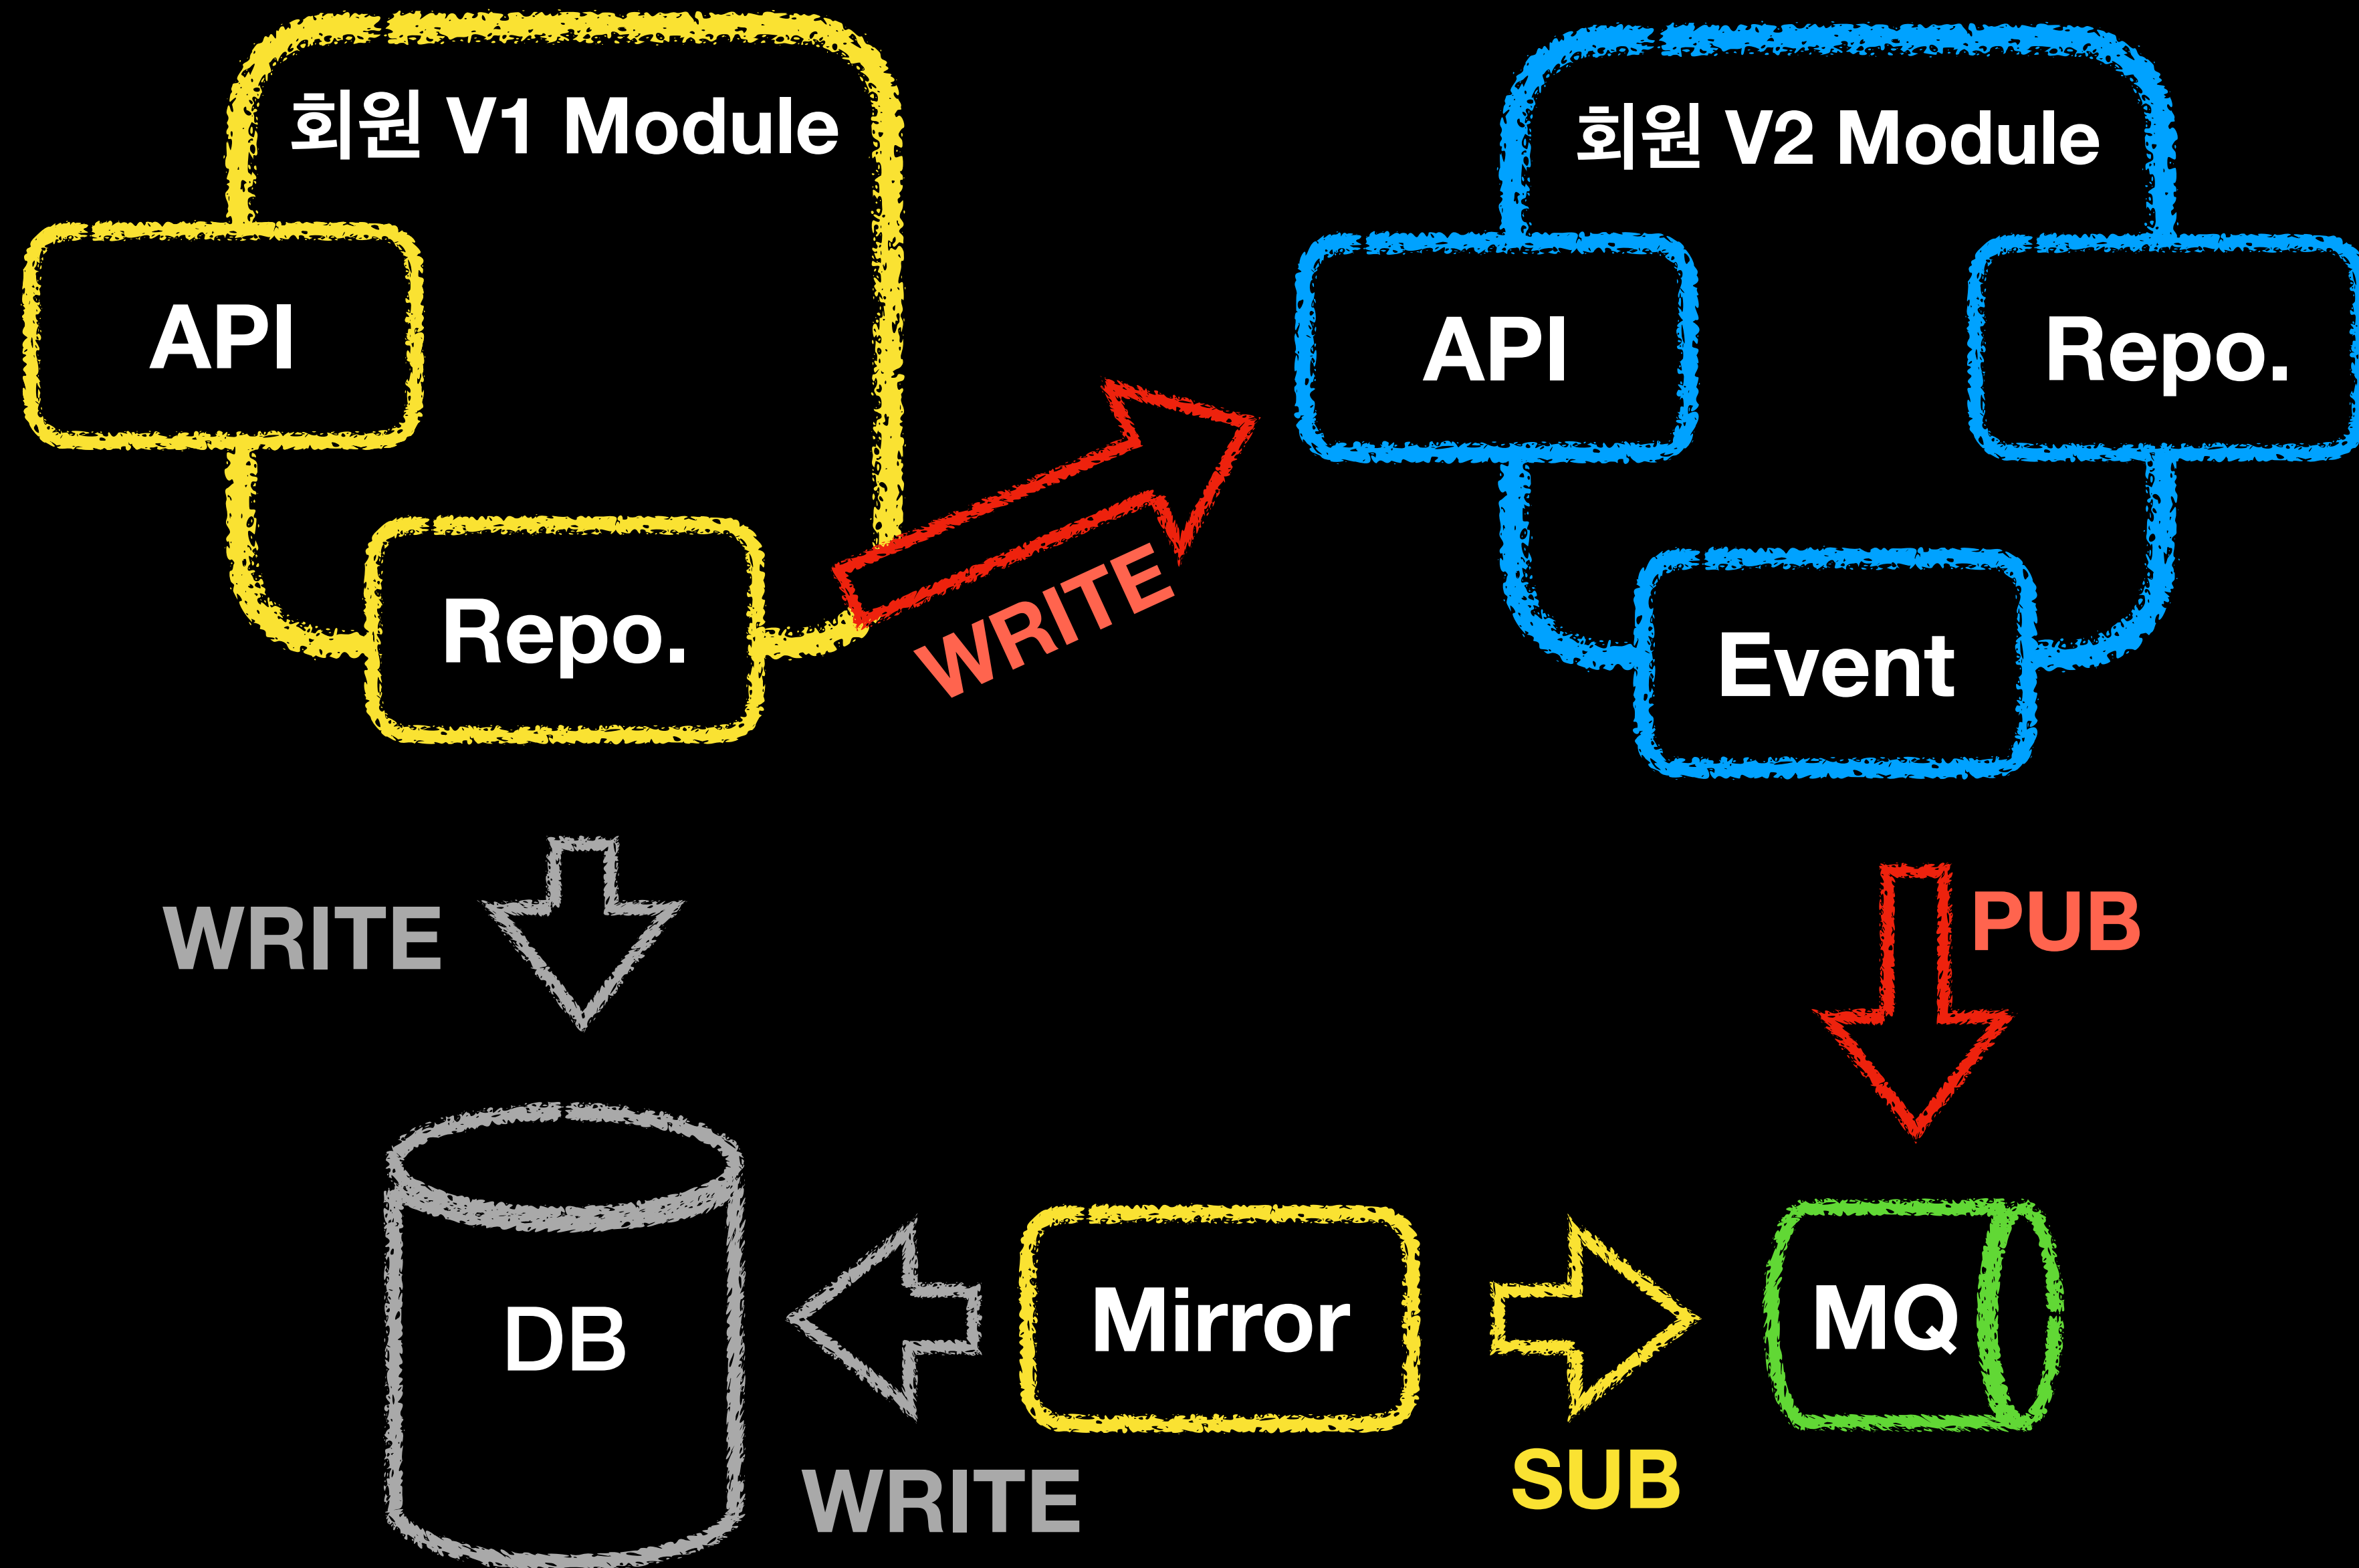 회원 V1 Module
회원 V2 Module
API
API
Repo.
Repo.
Event
WRITE
WRITE
PUB
DB
Mirror
MQ
WRITE
SUB